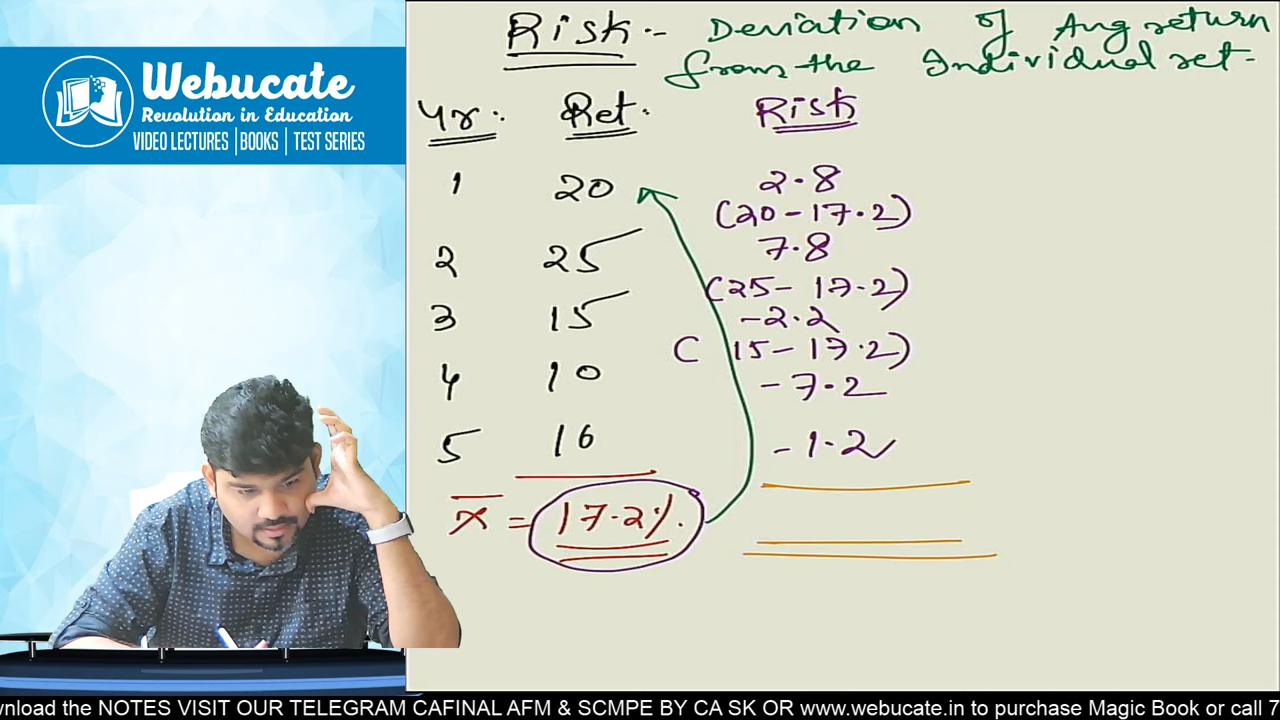 Webucate
Revolution in Education
VIDEO LECTURES | BOOKS | TEST SERIES
Risk:- Deviation of Avg return
from the Individual ret.
Yr. Ret. Risk
1 20 2.8
(20-17.2)
2 25 7.8
(25-17.2)
3 15 -2.2
(15-17.2)
4 10 -7.2
5 16 -1.2
x̄ = 17.2%.
wnload the NOTES VISIT OUR TELEGRAM CAFINAL AFM & SCMPE BY CA SK OR www.webucate.in to purchase Magic Book or call 7